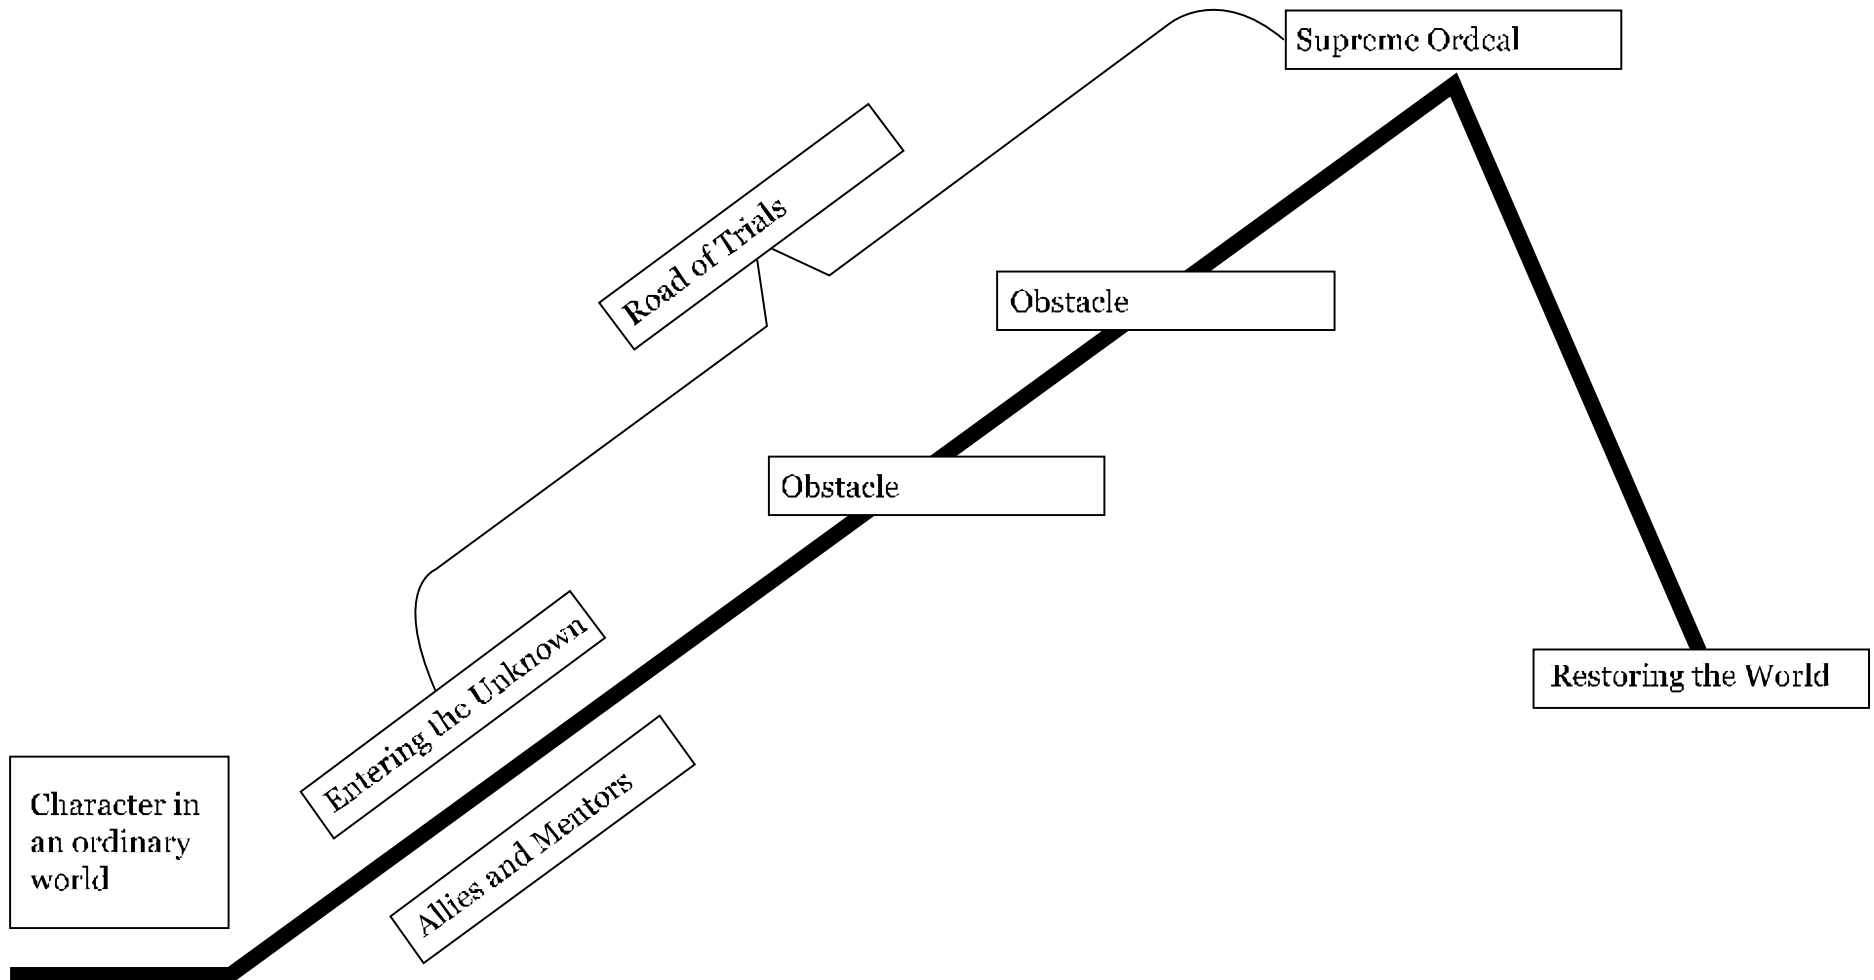 Supreme Ordeal
Road of Trials
Obstacle
Obstacle
Entering the Unknown
Restoring the World
Allies and Mentors
Character in
an ordinary
world